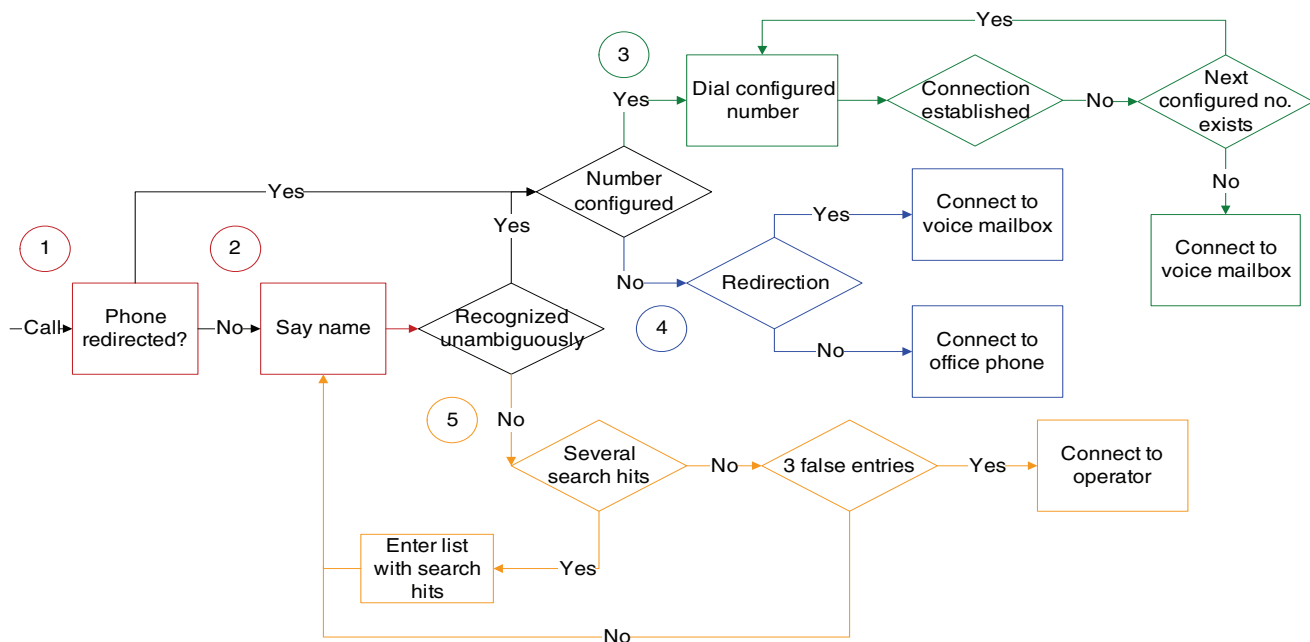 Yes
3
Dial configured
number
Connection
established
No
Next
configured no.
exists
Yes
Yes
Number
configured
No
Connect to
voice mailbox
Yes
Connect to
voice mailbox
1
2
Yes
Call
Phone
redirected?
No
Say name
Recognized
unambiguously
No
4
Redirection
No
Connect to
office phone
5
No
Several
search hits
No
3 false entries
Yes
Connect to
operator
Enter list
with search
hits
Yes
No